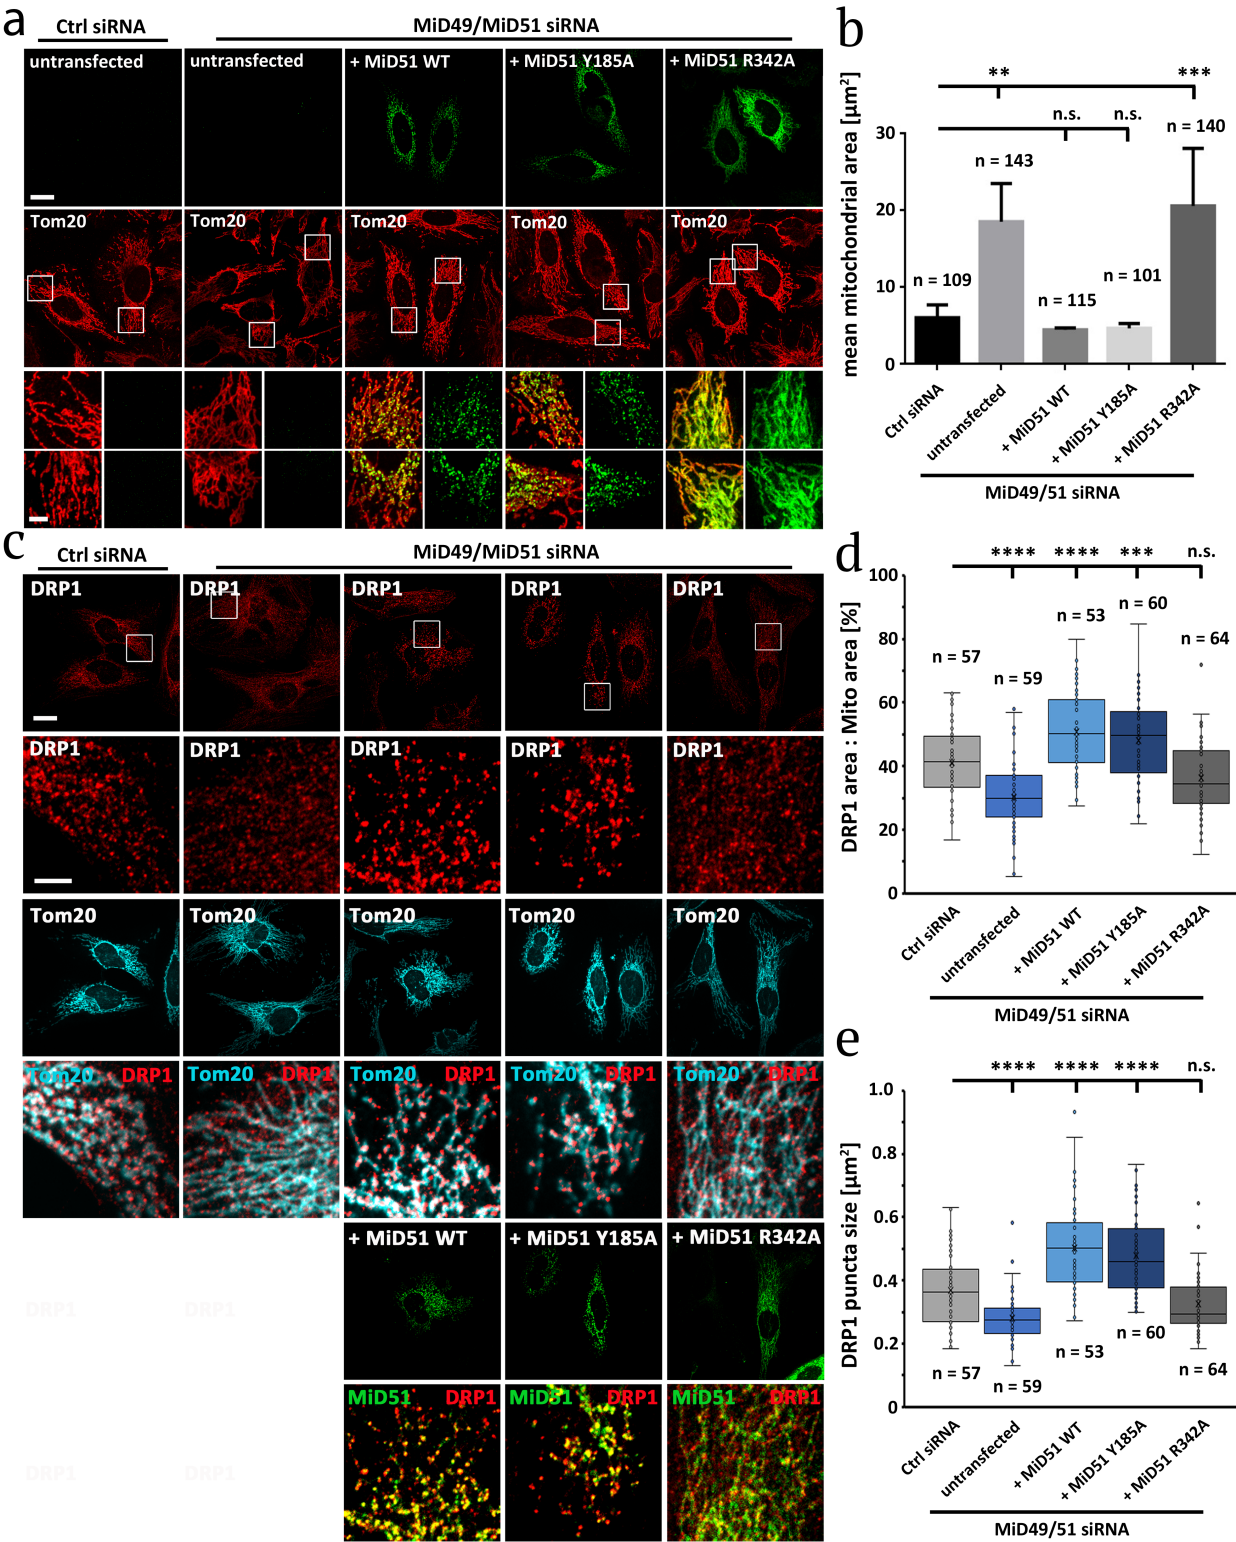 a
Ctrl siRNA
MiD49/MiD51 siRNA
untransfected
untransfected
+ MiD51 WT
+ MiD51 Y185A
+ MiD51 R342A
Tom20
Tom20
Tom20
Tom20
Tom20
b
** ***
n.s. n.s.
mean mitochondrial area [µm²]
30
20
10
0
n = 109
n = 143
n = 115
n = 101
n = 140
Ctrl siRNA
untransfected
+ MiD51 WT
+ MiD51 Y185A
+ MiD51 R342A
MiD49/51 siRNA
c
Ctrl siRNA
MiD49/MiD51 siRNA
DRP1
DRP1
DRP1
DRP1
DRP1
DRP1
DRP1
DRP1
DRP1
DRP1
Tom20
Tom20
Tom20
Tom20
Tom20
Tom20 DRP1
Tom20 DRP1
Tom20 DRP1
Tom20 DRP1
Tom20 DRP1
+ MiD51 WT
+ MiD51 Y185A
+ MiD51 R342A
DRP1
DRP1
MiD51 DRP1
MiD51 DRP1
MiD51 DRP1
DRP1
DRP1
d
**** **** *** n.s.
DRP1 area : Mito area [%]
100
80
60
40
20
0
n = 57
n = 59
n = 53
n = 60
n = 64
Ctrl siRNA
untransfected
+ MiD51 WT
+ MiD51 Y185A
+ MiD51 R342A
MiD49/51 siRNA
e
**** **** **** n.s.
DRP1 puncta size [µm²]
1.0
0.8
0.6
0.4
0.2
0
n = 57
n = 59
n = 53
n = 60
n = 64
Ctrl siRNA
untransfected
+ MiD51 WT
+ MiD51 Y185A
+ MiD51 R342A
MiD49/51 siRNA